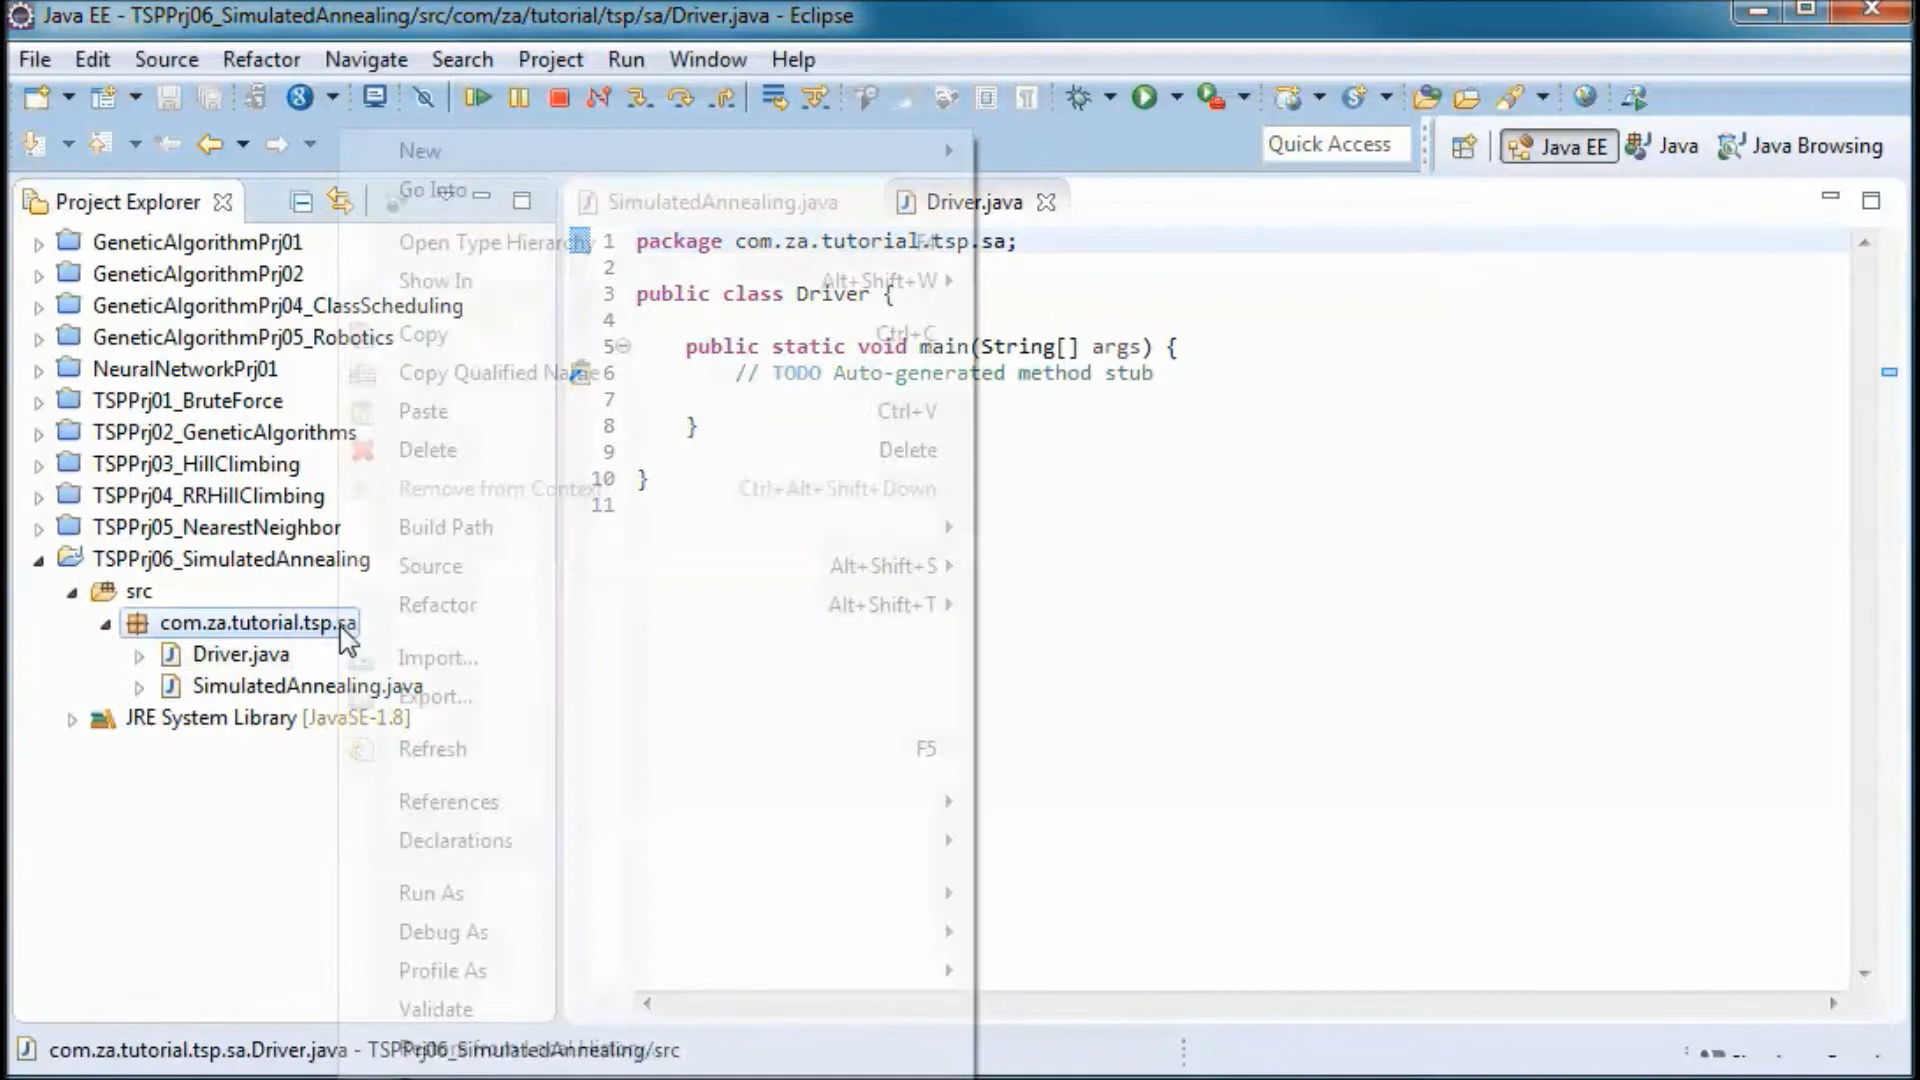 Java EE - TSPPrj06_SimulatedAnnealing/src/com/za/tutorial/tsp/sa/Driver.java - Eclipse
File Edit Source Refactor Navigate Search Project Run Window Help
Quick Access Java EE Java Java Browsing
Project Explorer
GeneticAlgorithmPrj01
GeneticAlgorithmPrj02
GeneticAlgorithmPrj04_ClassScheduling
GeneticAlgorithmPrj05_Robotics
NeuralNetworkPrj01
TSPPrj01_BruteForce
TSPPrj02_GeneticAlgorithms
TSPPrj03_HillClimbing
TSPPrj04_RRHillClimbing
TSPPrj05_NearestNeighbor
TSPPrj06_SimulatedAnnealing
src
com.za.tutorial.tsp.sa
Driver.java
SimulatedAnnealing.java
JRE System Library [JavaSE-1.8]
New
Go Into
Open Type Hierarchy F4
Show In Alt+Shift+W
Copy Ctrl+C
Copy Qualified Name
Paste Ctrl+V
Delete Delete
Remove from Context Ctrl+Alt+Shift+Down
Build Path
Source Alt+Shift+S
Refactor Alt+Shift+T
Import...
Export...
Refresh F5
References
Declarations
Run As
Debug As
Profile As
Validate
SimulatedAnnealing.java Driver.java
1 package com.za.tutorial.tsp.sa;
2
3 public class Driver {
4
5 public static void main(String[] args) {
6 // TODO Auto-generated method stub
7
8 }
9
10 }
11
com.za.tutorial.tsp.sa.Driver.java - TSPPrj06_SimulatedAnnealing/src